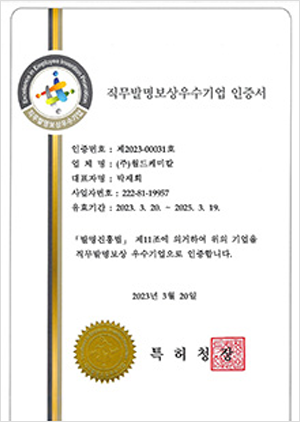 Excellence in Employee Invention Promotion
직무발명보상우수기업
직무발명보상우수기업 인증서
인증번호 : 제2023-00031호
업 체 명 : (주)월드케미칼
대표자명 : 박재희
사업자번호 : 222-81-19957
유효기간 : 2023. 3. 20. ~ 2025. 3. 19.
『발명진흥법』 제11조에 의거하여 위의 기업을
직무발명보상 우수기업으로 인증합니다.
2023년 3월 20일
특허청장